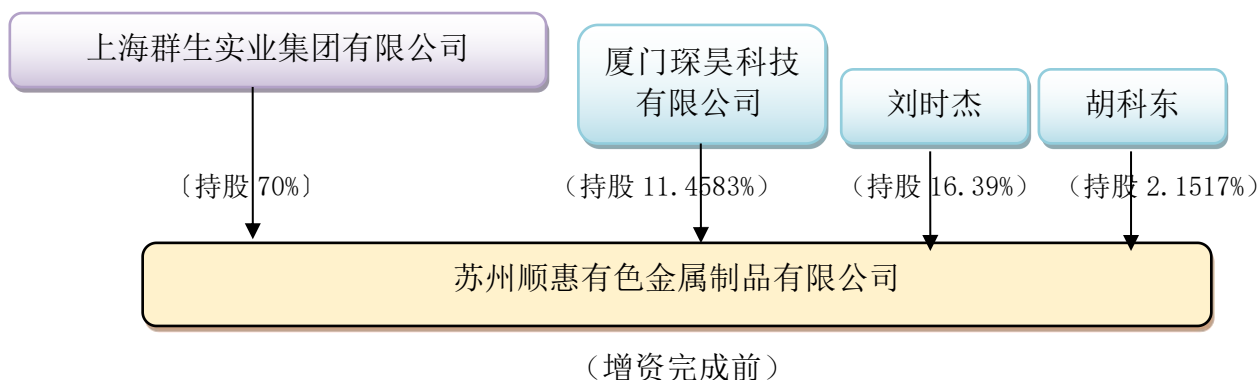 上海群生实业集团有限公司
厦门琛昊科技
有限公司
刘时杰
胡科东
〔持股 70%〕
（持股 11.4583%）
（持股 16.39%）
（持股 2.1517%）
苏州顺惠有色金属制品有限公司
（增资完成前）